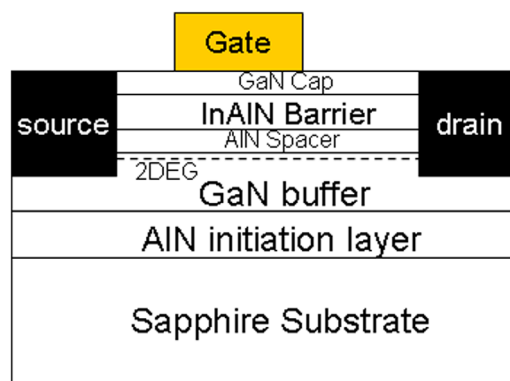 Gate
GaN Cap
source
InAlN Barrier
drain
AlN Spacer
2DEG
GaN buffer
AlN initiation layer
Sapphire Substrate